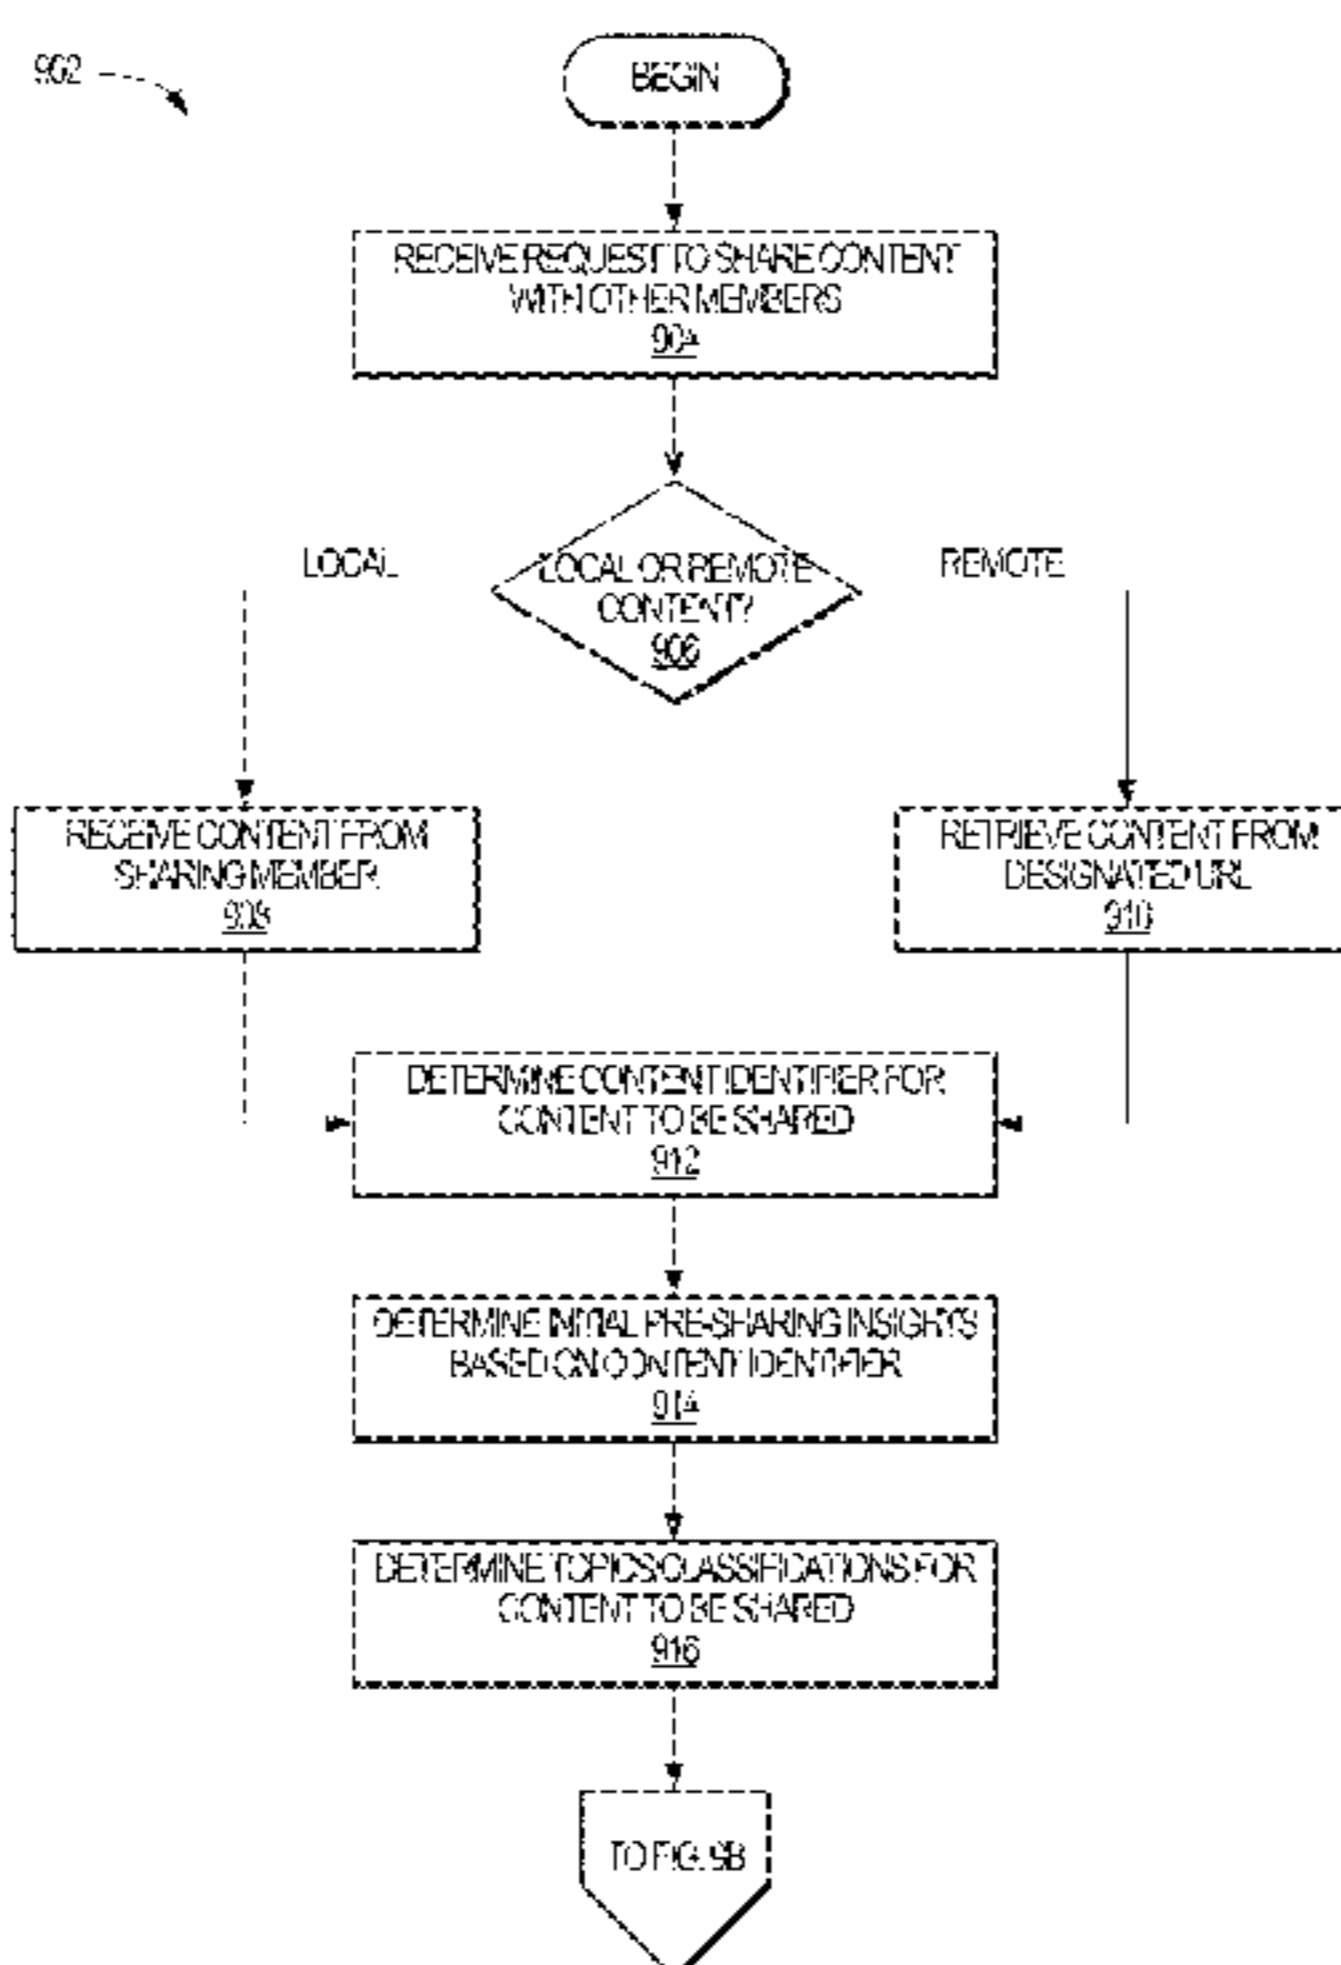 902
BEGIN
RECEIVE REQUEST TO SHARE CONTENT
WITH OTHER MEMBERS
904
LOCAL
LOCAL OR REMOTE
CONTENT?
906
REMOTE
RECEIVE CONTENT FROM
SHARING MEMBER
908
RETRIEVE CONTENT FROM
DESIGNATED URL
910
DETERMINE CONTENT IDENTIFIER FOR
CONTENT TO BE SHARED
912
DETERMINE INITIAL PRE-SHARING INSIGHTS
BASED ON CONTENT IDENTIFIER
914
DETERMINE TOPICS/CLASSIFICATIONS FOR
CONTENT TO BE SHARED
916
TO FIG. 9B